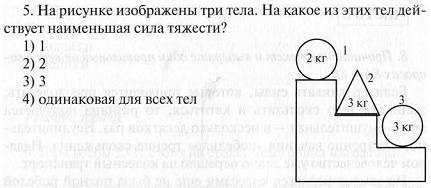 5. На рисунке изображены три тела. На какое из этих тел дей-
ствует наименьшая сила тяжести?
1) 1
2) 2
3) 3
4) одинаковая для всех тел
2 кг 1
2
3 кг
3
3 кг